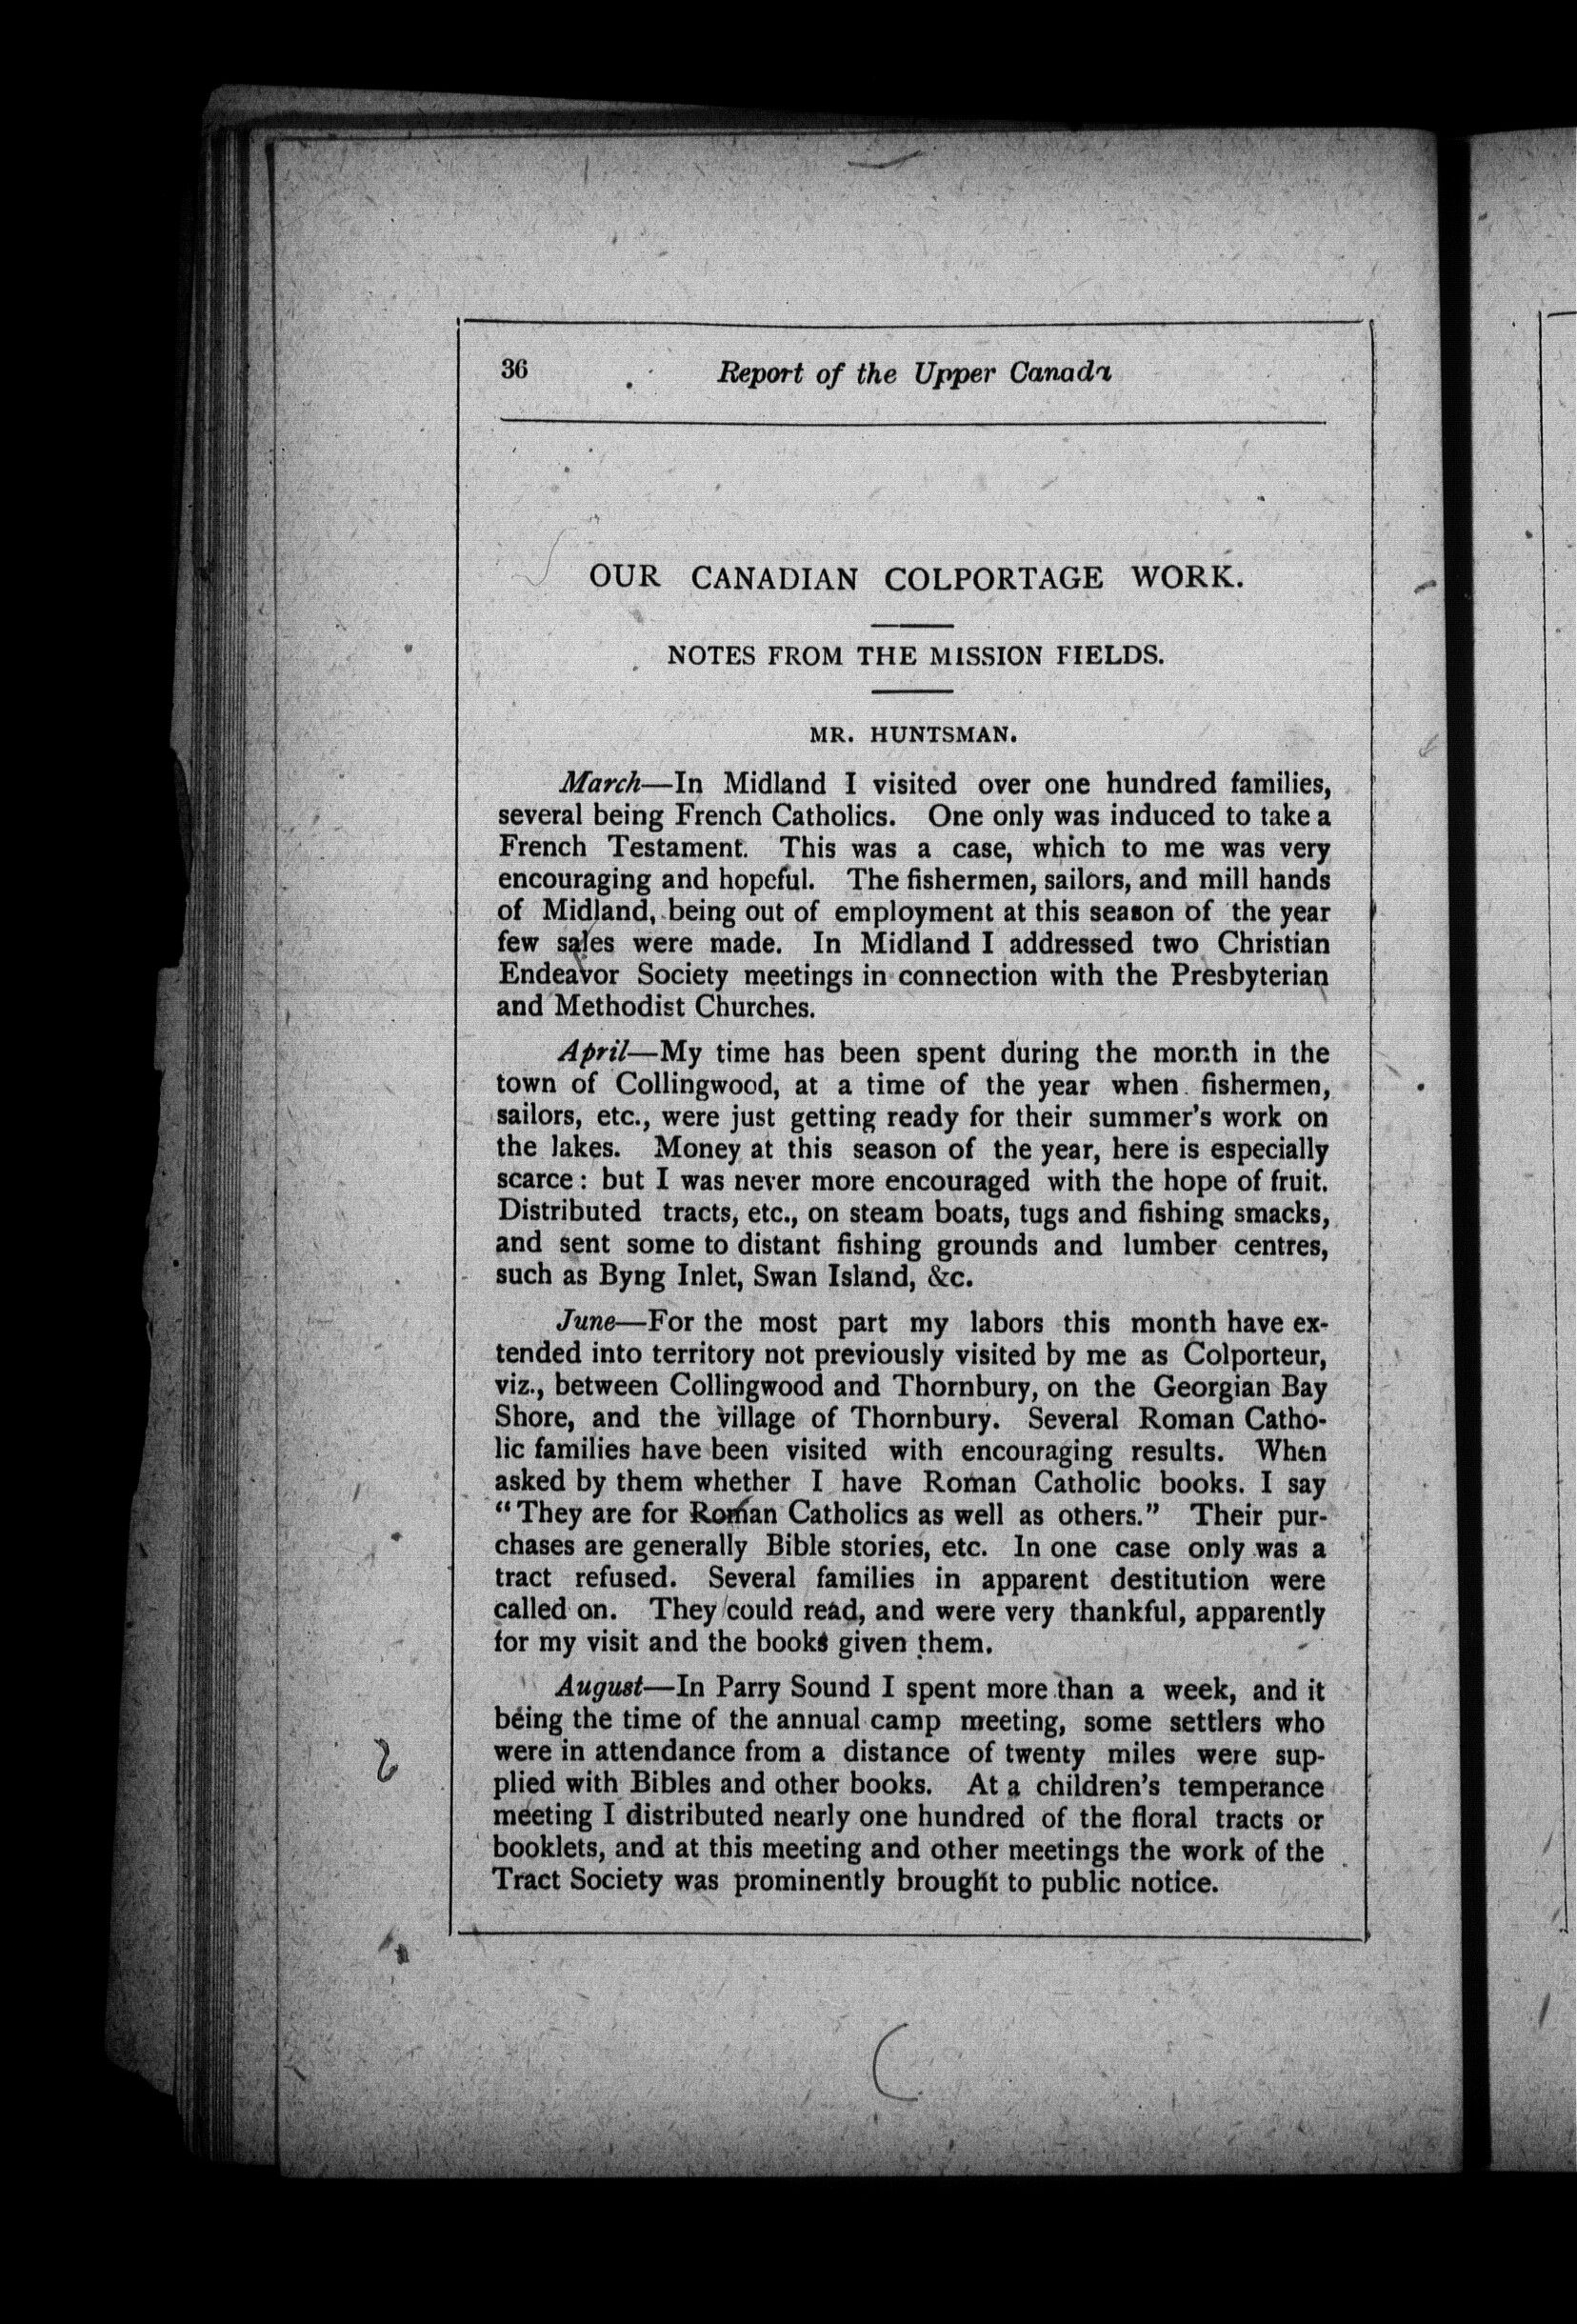 36
Report of the Upper Canada
OUR CANADIAN COLPORTAGE WORK.
NOTES FROM THE MISSION FIELDS.
MR. HUNTSMAN.
March—In Midland I visited over one hundred families,
several being French Catholics. One only was induced to take a
French Testament. This was a case, which to me was very
encouraging and hopeful. The fishermen, sailors, and mill hands
of Midland, being out of employment at this season of the year
few sales were made. In Midland I addressed two Christian
Endeavor Society meetings in connection with the Presbyterian
and Methodist Churches.
April—My time has been spent during the month in the
town of Collingwood, at a time of the year when fishermen,
sailors, etc., were just getting ready for their summer's work on
the lakes. Money at this season of the year, here is especially
scarce: but I was never more encouraged with the hope of fruit.
Distributed tracts, etc., on steam boats, tugs and fishing smacks,
and sent some to distant fishing grounds and lumber centres,
such as Byng Inlet, Swan Island, &c.
June—For the most part my labors this month have ex-
tended into territory not previously visited by me as Colporteur,
viz., between Collingwood and Thornbury, on the Georgian Bay
Shore, and the village of Thornbury. Several Roman Catho-
lic families have been visited with encouraging results. When
asked by them whether I have Roman Catholic books. I say
"They are for Roman Catholics as well as others." Their pur-
chases are generally Bible stories, etc. In one case only was a
tract refused. Several families in apparent destitution were
called on. They could read, and were very thankful, apparently
for my visit and the books given them.
August—In Parry Sound I spent more than a week, and it
being the time of the annual camp meeting, some settlers who
were in attendance from a distance of twenty miles were sup-
plied with Bibles and other books. At a children's temperance
meeting I distributed nearly one hundred of the floral tracts or
booklets, and at this meeting and other meetings the work of the
Tract Society was prominently brought to public notice.